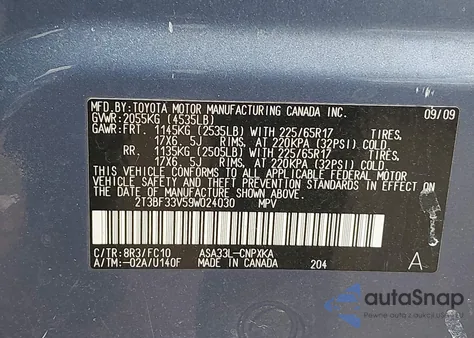 MFD.BY: TOYOTA MOTOR MANUFACTURING CANADA INC. 09/09
GVWR: 2055KG (4535LB)
GAWR: FRT. 1145KG (2535LB) WITH 225/65R17 TIRES,
17X6. 5J RIMS, AT 220KPA (32PSI) COLD.
RR. 1135KG (2505LB) WITH 225/65R17 TIRES,
17X6. 5J RIMS, AT 220KPA (32PSI) COLD.
THIS VEHICLE CONFORMS TO ALL APPLICABLE FEDERAL
MOTOR VEHICLE SAFETY AND THEFT PREVENTION STANDARDS
IN EFFECT ON THE DATE OF MANUFACTURE SHOWN ABOVE.
2T3BF33V59W024030 MPV
C/TR: 8R3/FC10 ASA33L-CNPXKA
A/TM: -02A/U140F MADE IN CANADA 204 A
autoSnap
Powered by AutoAstat